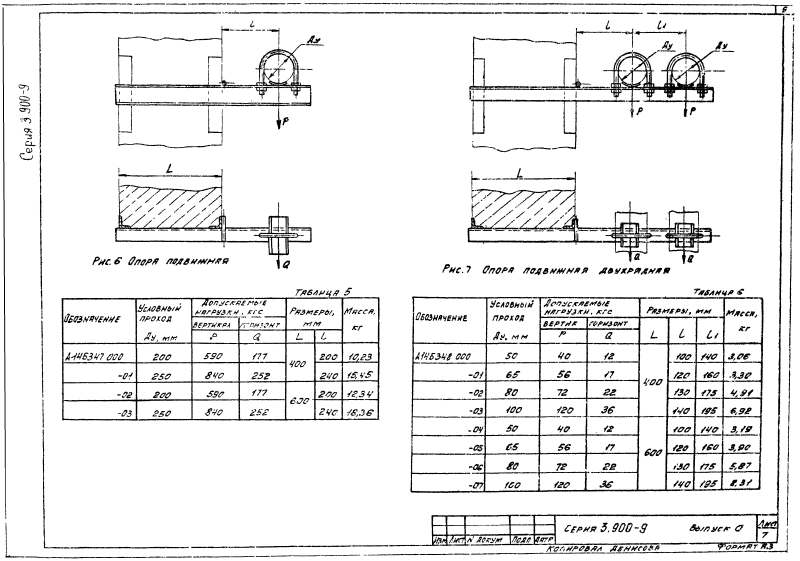 6
Серия 3.900-9
L
Ду
P
L
Q
Рис.6 Опора подвижная
L
L1
Ду
Ду
P
P
L
Q
Q
Рис.7 Опора подвижная двухрядная
Таблица 5
Обозначение
Условный проход Ду, мм
Допускаемые нагрузки, кгс
Размеры, мм
Масса, кг
P
Q
L
L
А14Б347.000 200 590 177 400 200 10,23
-01 250 840 252 240 15,45
-02 200 590 177 600 200 12,34
-03 250 840 252 240 16,36
Таблица 6
Обозначение
Условный проход Ду, мм
Допускаемые нагрузки, кгс
Размеры, мм
Масса, кг
вертик P
горизонт Q
L
L
L1
А14Б348.000 50 40 12 400 100 140 3,06
-01 65 56 17 120 160 3,30
-02 80 72 22 130 175 4,91
-03 100 120 36 140 195 6,92
-04 50 40 12 600 100 140 3,19
-05 65 56 17 120 160 3,90
-06 80 72 22 130 175 5,87
-07 100 120 36 140 195 8,31
Изм Лист N докум Подп Дата
Серия 3.900-9 Выпуск 0
Лист
7
Копировал Денисова Формат А3